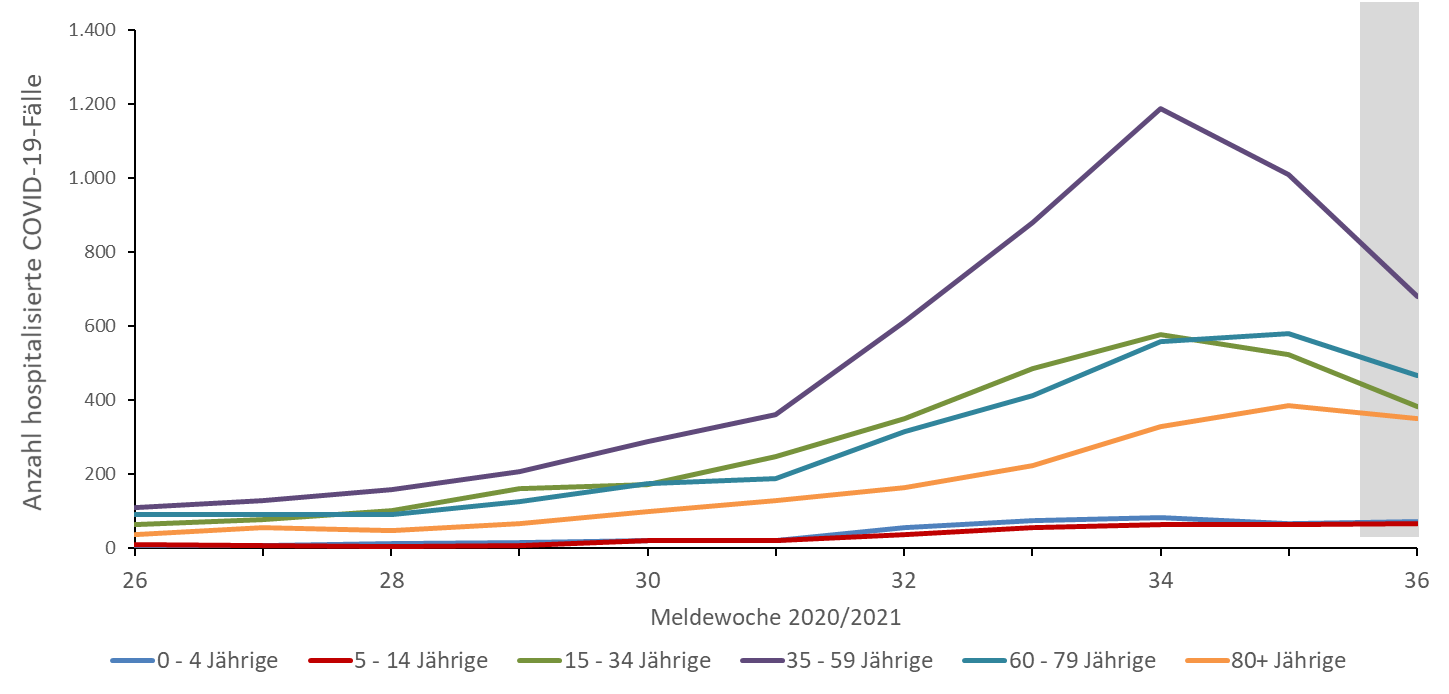 Anzahl hospitalisierte COVID-19-Fälle
1.400
1.200
1.000
800
600
400
200
0
26 28 30 32 34 36
Meldewoche 2020/2021
0 - 4 Jährige 5 - 14 Jährige 15 - 34 Jährige 35 - 59 Jährige 60 - 79 Jährige 80+ Jährige